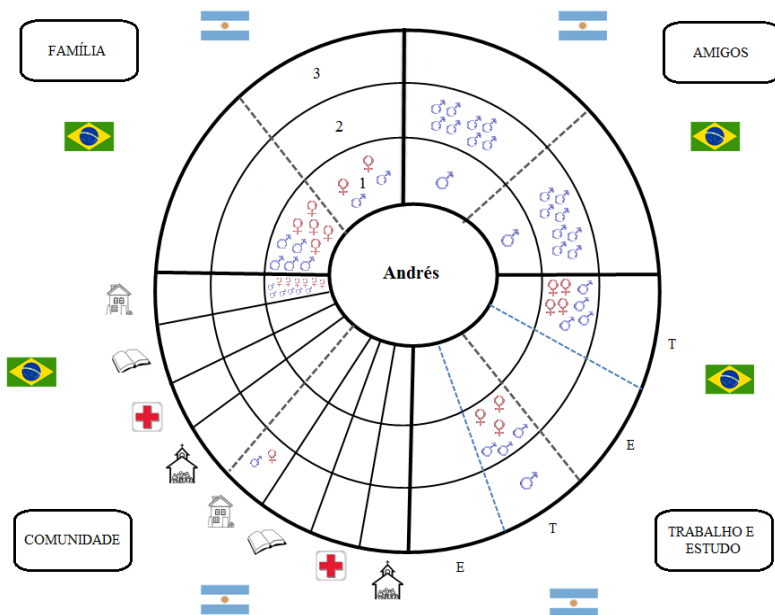 FAMÍLIA
AMIGOS
3
2
1
Andrés
T
E
T
E
COMUNIDADE
TRABALHO E
ESTUDO